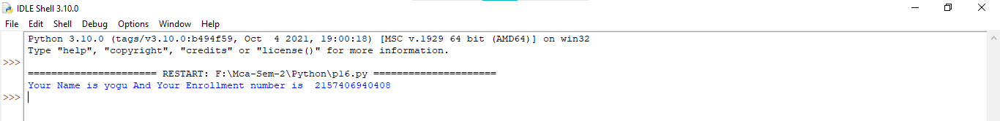 IDLE Shell 3.10.0
File Edit Shell Debug Options Window Help
Python 3.10.0 (tags/v3.10.0:b494f59, Oct  4 2021, 19:00:18) [MSC v.1929 64 bit (AMD64)] on win32
Type "help", "copyright", "credits" or "license()" for more information.
>>>
====================== RESTART: F:\Mca-Sem-2\Python\p16.py =====================
Your Name is yogu And Your Enrollment number is  2157406940408
>>>